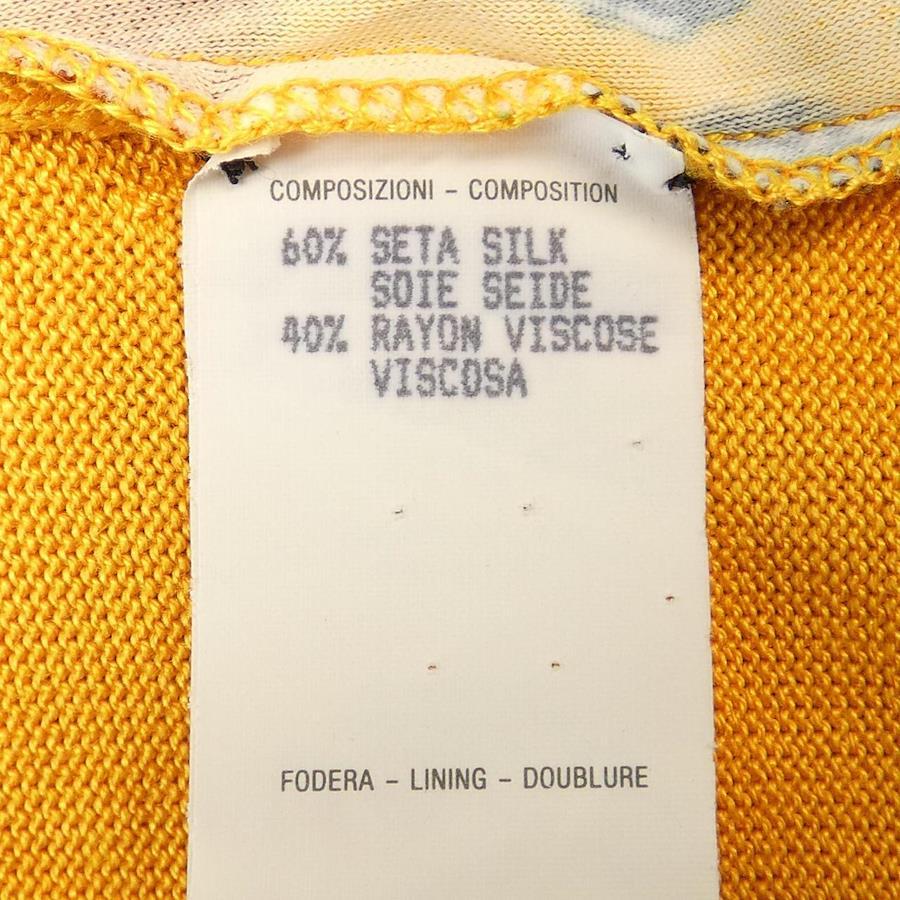 COMPOSIZIONI - COMPOSITION
60% SETA SILK
SOIE SEIDE
40% RAYON VISCOSE
VISCOSA
FODERA - LINING - DOUBLURE